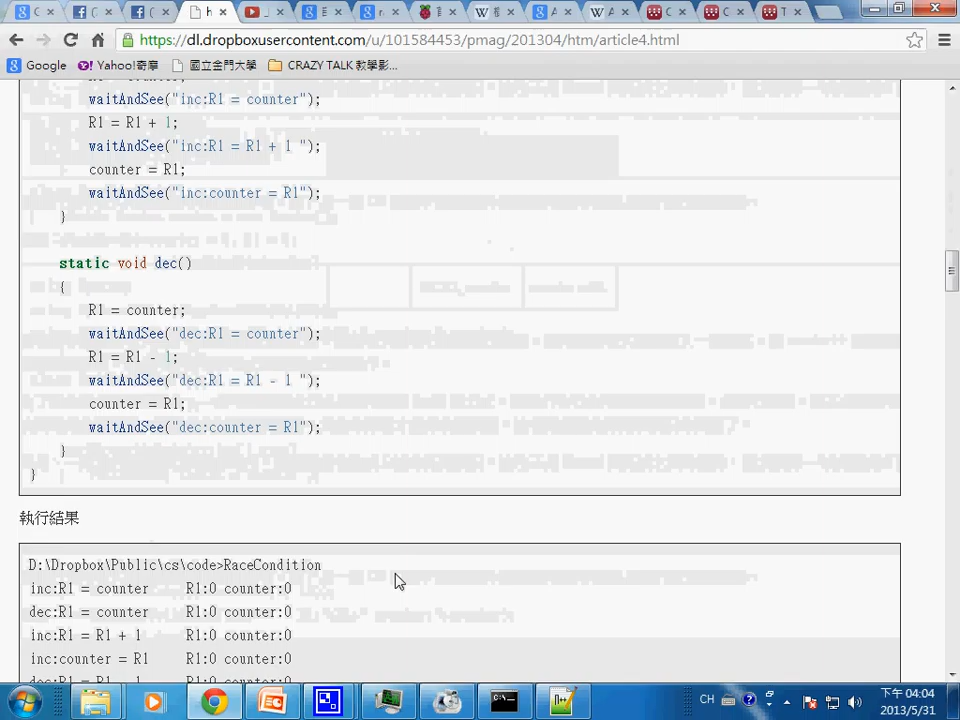 https://dl.dropboxusercontent.com/u/101584453/pmag/201304/htm/article4.html
Google Yahoo!奇摩 國立金門大學 CRAZY TALK 教學影...
waitAndSee("inc:R1 = counter");
R1 = R1 + 1;
waitAndSee("inc:R1 = R1 + 1 ");
counter = R1;
waitAndSee("inc:counter = R1");
}
static void dec()
{
R1 = counter;
waitAndSee("dec:R1 = counter");
R1 = R1 - 1;
waitAndSee("dec:R1 = R1 - 1 ");
counter = R1;
waitAndSee("dec:counter = R1");
}
}
執行結果
D:\Dropbox\Public\cs\code>RaceCondition
inc:R1 = counter R1:0 counter:0
dec:R1 = counter R1:0 counter:0
inc:R1 = R1 + 1 R1:0 counter:0
inc:counter = R1 R1:0 counter:0
CH
下午 04:04
2013/5/31